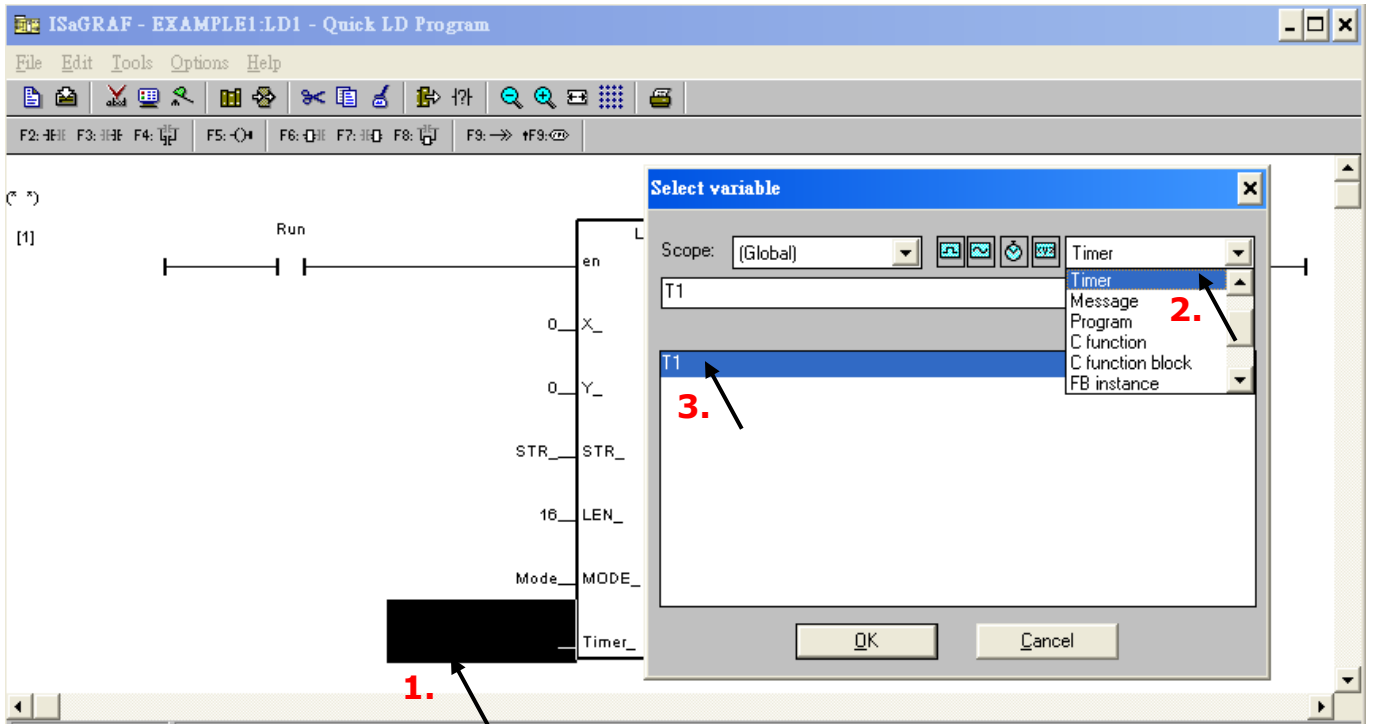 ISaGRAF - EXAMPLE1:LD1 - Quick LD Program
File Edit Tools Options Help
F2: F3: F4: F5: F6: F7: F8: F9: F9:
(* *)
[1]
Run
L
en
0 X_
0 Y_
STR_ STR_
16 LEN_
Mode MODE_
Timer_
1.
Select variable
Scope: (Global) Timer
T1
Timer
Message
Program
C function
C function block
FB instance
2.
T1
3.
OK Cancel